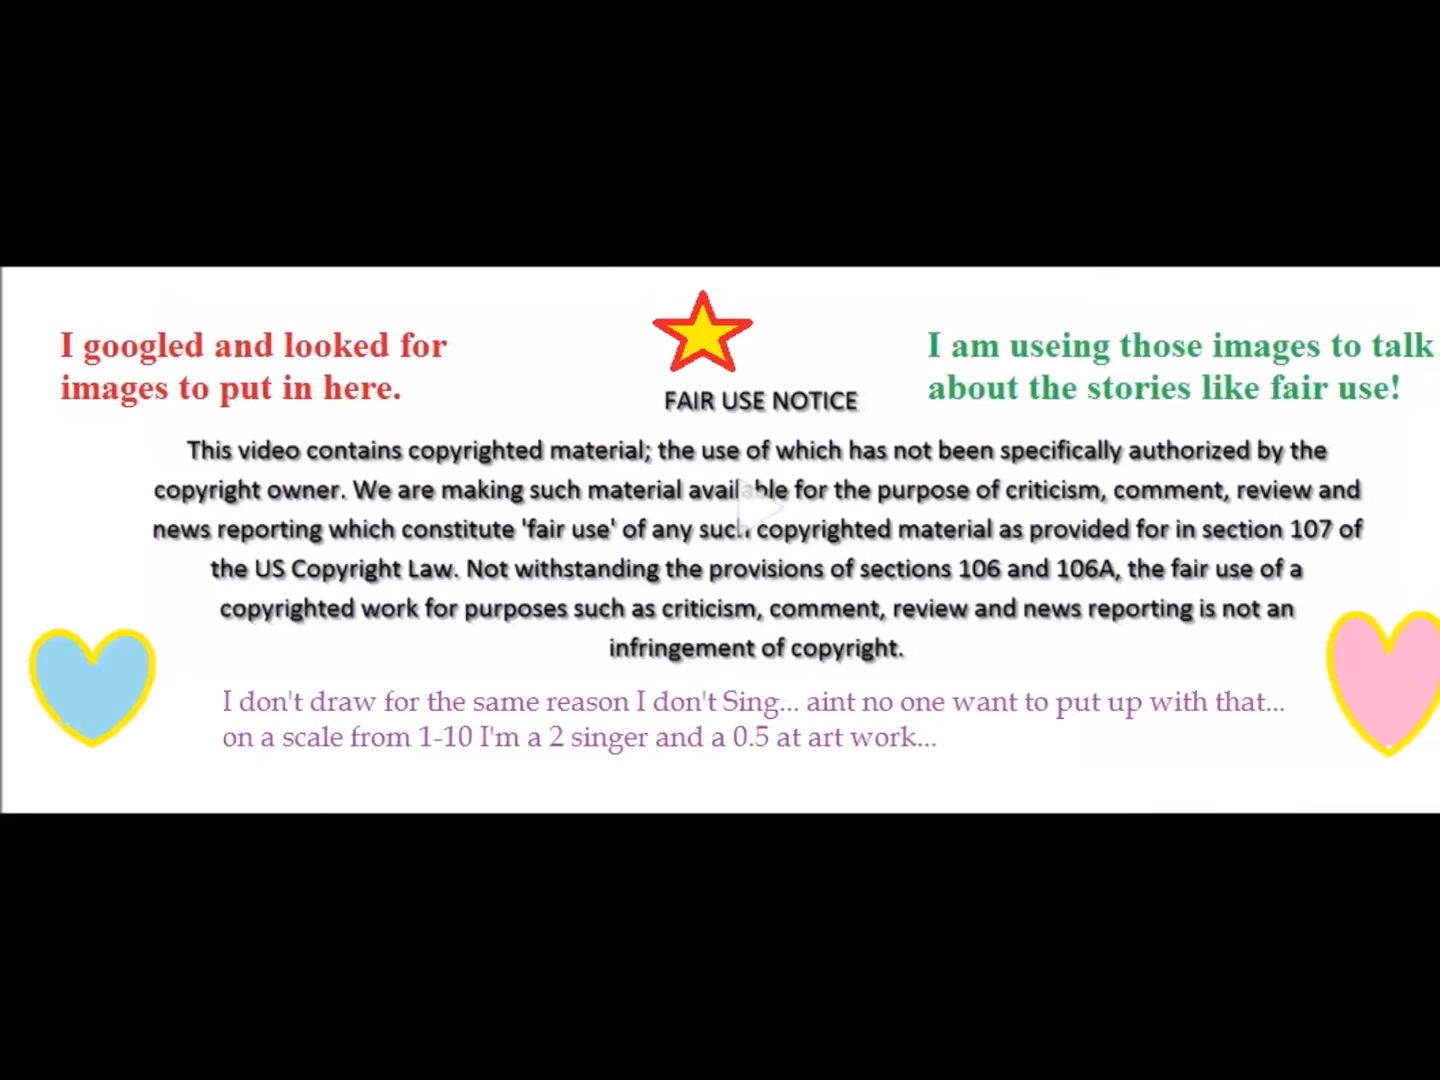 I googled and looked for
images to put in here.
I am useing those images to talk
about the stories like fair use!
FAIR USE NOTICE
This video contains copyrighted material; the use of which has not been specifically authorized by the
copyright owner. We are making such material available for the purpose of criticism, comment, review and
news reporting which constitute 'fair use' of any such copyrighted material as provided for in section 107 of
the US Copyright Law. Not withstanding the provisions of sections 106 and 106A, the fair use of a
copyrighted work for purposes such as criticism, comment, review and news reporting is not an
infringement of copyright.
I don't draw for the same reason I don't Sing... aint no one want to put up with that...
on a scale from 1-10 I'm a 2 singer and a 0.5 at art work...